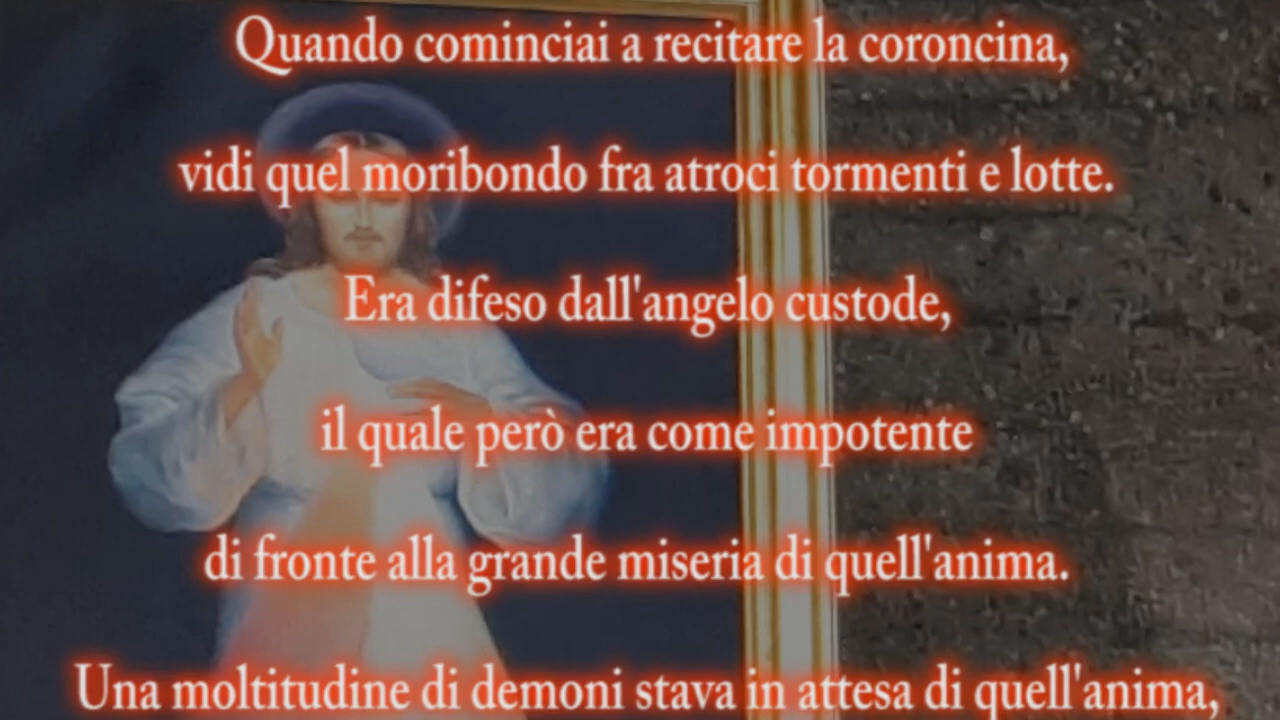 Quando cominciai a recitare la coroncina,
vidi quel moribondo fra atroci tormenti e lotte.
Era difeso dall'angelo custode,
il quale però era come impotente
di fronte alla grande miseria di quell'anima.
Una moltitudine di demoni stava in attesa di quell'anima,